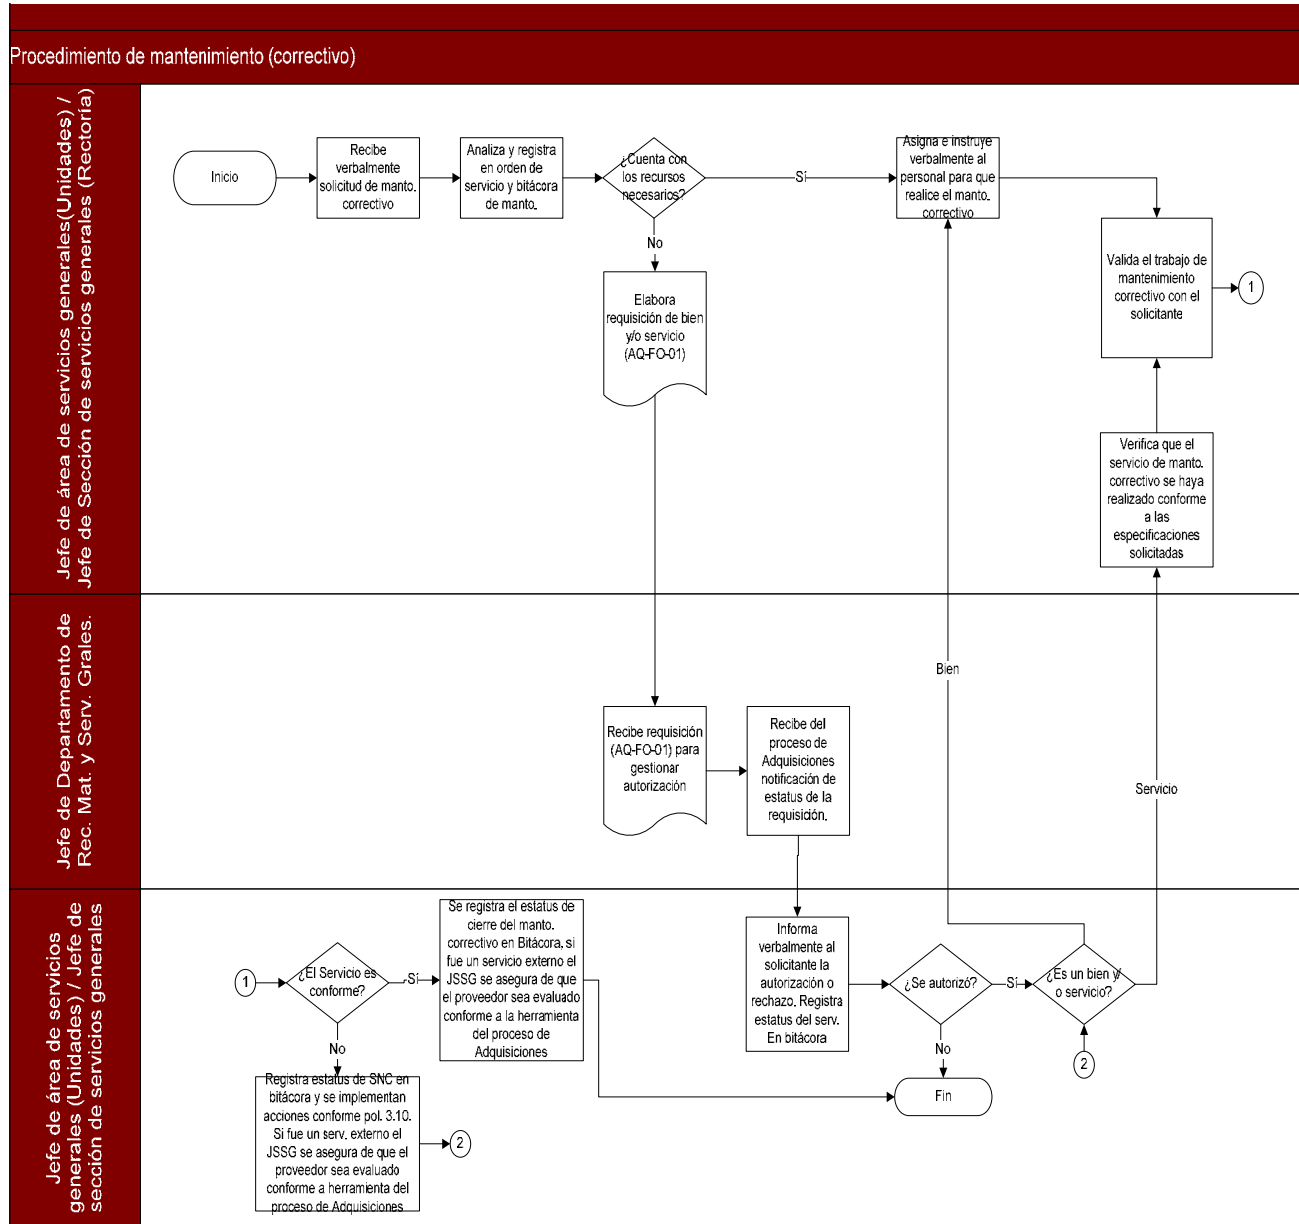 Procedimiento de mantenimiento (correctivo)
Jefe de área de servicios generales(Unidades) /
Jefe de Sección de servicios generales (Rectoría)
Inicio
Recibe
verbalmente
solicitud de manto.
correctivo
Analiza y registra
en orden de
servicio y bitácora
de manto.
¿Cuenta con
los recursos
necesarios?
Sí
No
Asigna e instruye
verbalmente al
personal para que
realice el manto.
correctivo
Valida el trabajo de
mantenimiento
correctivo con el
solicitante
1
Elabora
requisición de bien
y/o servicio
(AQ-FO-01)
Verifica que el
servicio de manto.
correctivo se haya
realizado conforme
a las
especificaciones
solicitadas
Jefe de Departamento de
Rec. Mat. y Serv. Grales.
Bien
Servicio
Recibe requisición
(AQ-FO-01) para
gestionar
autorización
Recibe del
proceso de
Adquisiciones
notificación de
estatus de la
requisición.
Jefe de área de servicios
generales (Unidades) / Jefe de
sección de servicios generales
1
¿El Servicio es
conforme?
Sí
No
Se registra el estatus de
cierre del manto.
correctivo en Bitácora, si
fue un servicio externo el
JSSG se asegura de que
el proveedor sea evaluado
conforme a la herramienta
del proceso de
Adquisiciones
Informa
verbalmente al
solicitante la
autorización o
rechazo. Registra
estatus del serv.
En bitácora
¿Se autorizó?
Sí
No
¿Es un bien y/
o servicio?
2
Fin
Registra estatus de SNC en
bitácora y se implementan
acciones conforme pol. 3.10.
Si fue un serv. externo el
JSSG se asegura de que el
proveedor sea evaluado
conforme a herramienta del
proceso de Adquisiciones
2